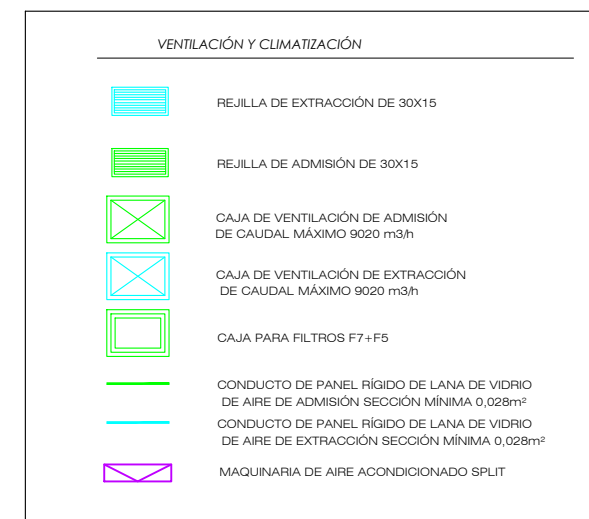 VENTILACIÓN Y CLIMATIZACIÓN
REJILLA DE EXTRACCIÓN DE 30X15
REJILLA DE ADMISIÓN DE 30X15
CAJA DE VENTILACIÓN DE ADMISIÓN
DE CAUDAL MÁXIMO 9020 m3/h
CAJA DE VENTILACIÓN DE EXTRACCIÓN
DE CAUDAL MÁXIMO 9020 m3/h
CAJA PARA FILTROS F7+F5
CONDUCTO DE PANEL RÍGIDO DE LANA DE VIDRIO
DE AIRE DE ADMISIÓN SECCIÓN MÍNIMA 0,028m²
CONDUCTO DE PANEL RÍGIDO DE LANA DE VIDRIO
DE AIRE DE EXTRACCIÓN SECCIÓN MÍNIMA 0,028m²
MAQUINARIA DE AIRE ACONDICIONADO SPLIT